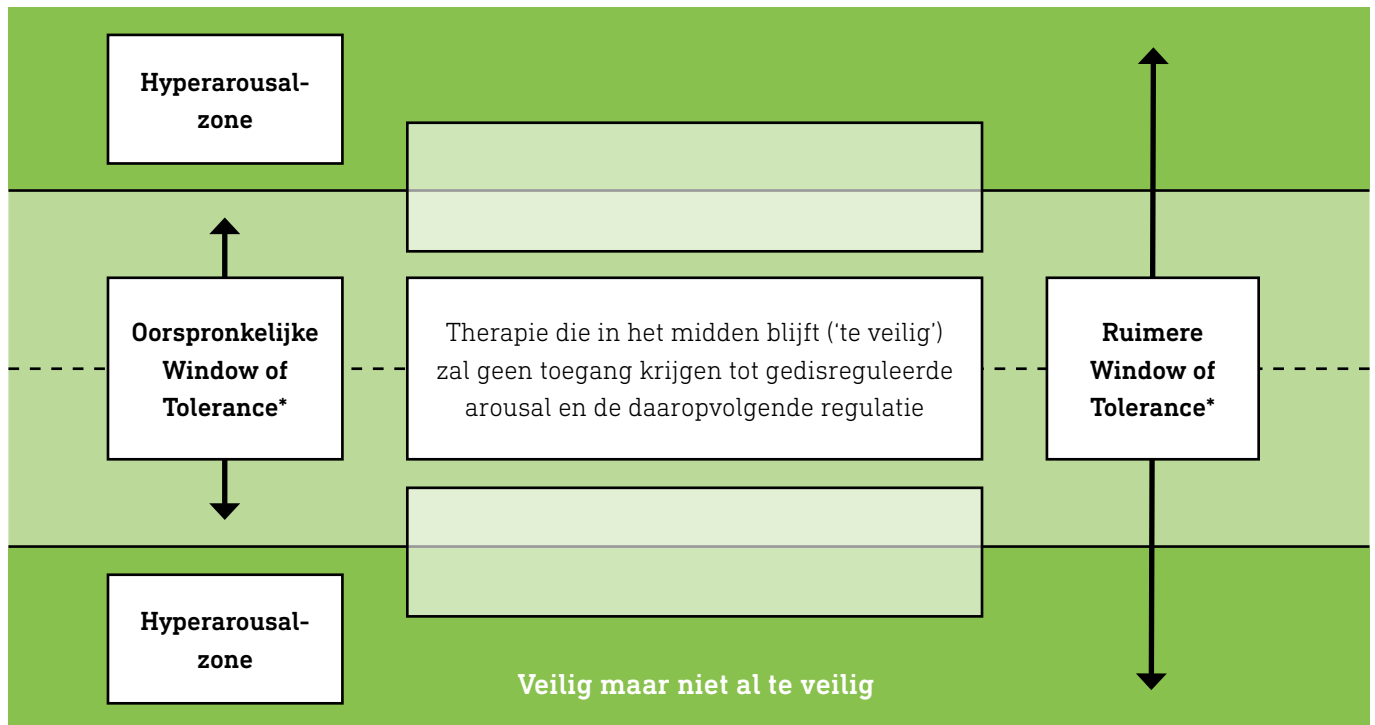 Hyperarousal-
zone
Oorspronkelijke
Window of
Tolerance*
Therapie die in het midden blijft (‘te veilig’)
zal geen toegang krijgen tot gedisreguleerde
arousal en de daaropvolgende regulatie
Ruimere
Window of
Tolerance*
Hyperarousal-
zone
Veilig maar niet al te veilig